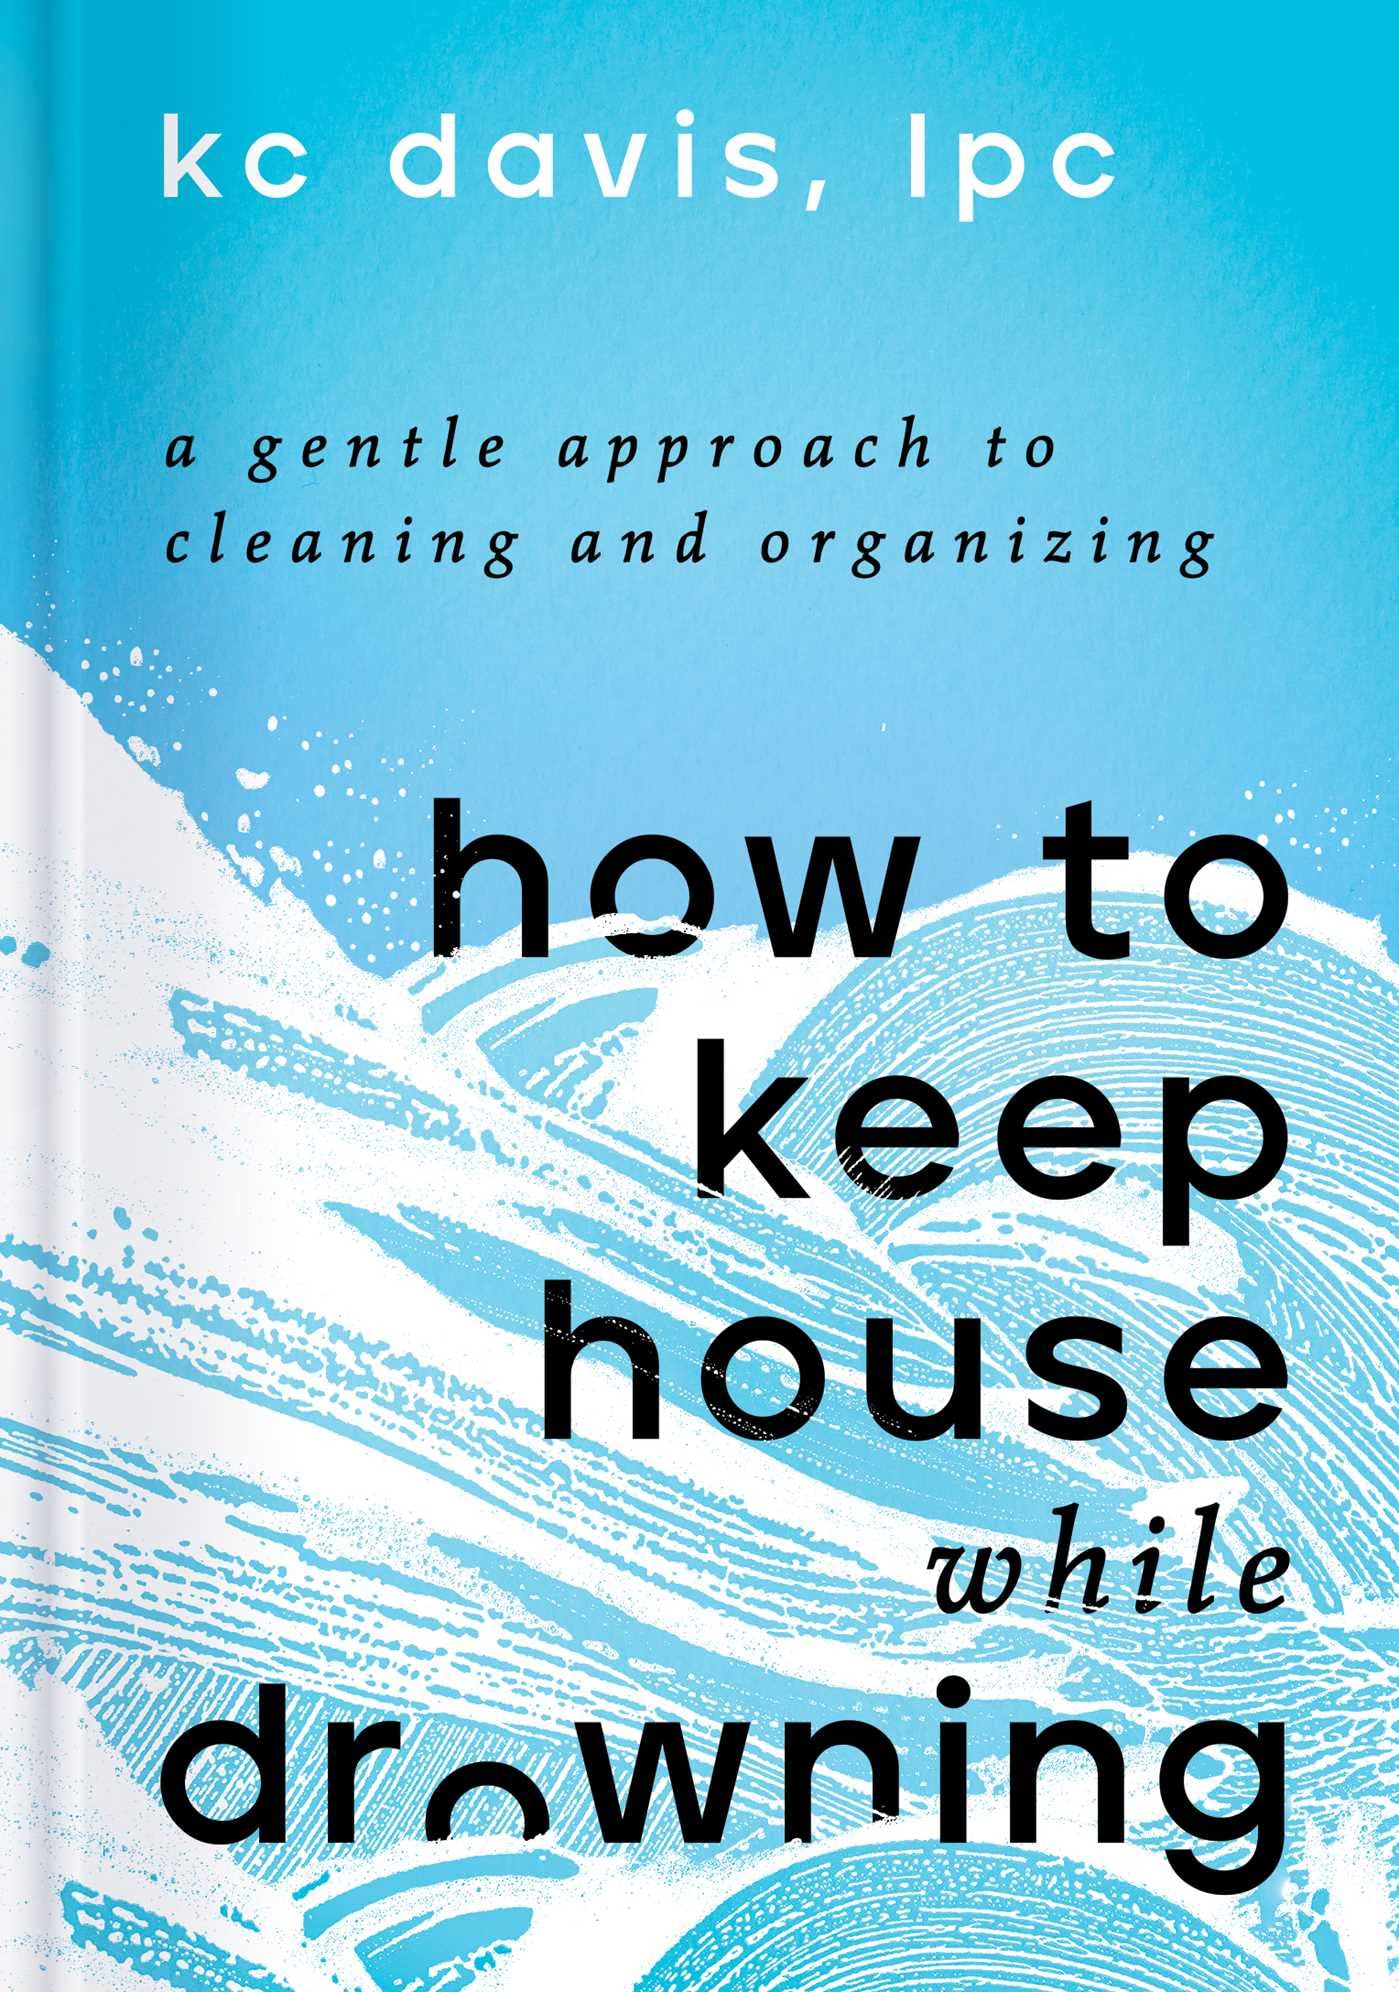 kc davis, lpc
a gentle approach to
cleaning and organizing
how to
keep
house
while
drowning